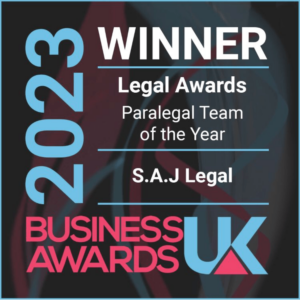 2023
WINNER
Legal Awards
Paralegal Team
of the Year
S.A.J Legal
BUSINESS
AWARDS
UK